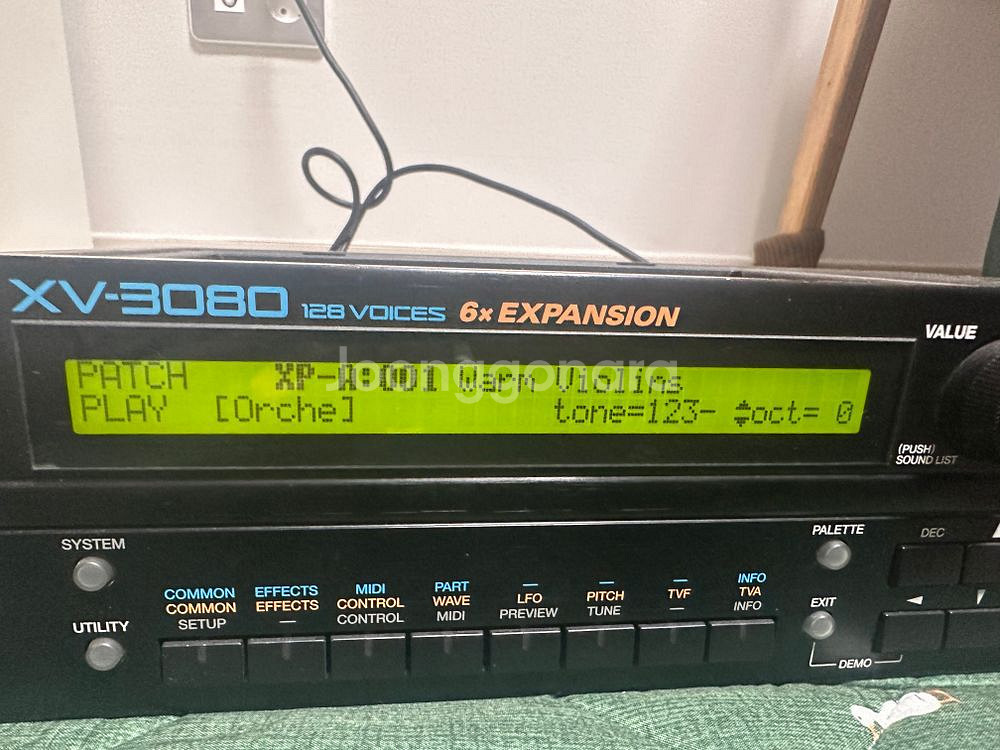 XV-3080 128 VOICES 6x EXPANSION
VALUE
PATCH XP-A:001 Warm Violins
Joonggonara
PLAY [Orche] tone=123- oct= 0
(PUSH)
SOUND LIST
SYSTEM
PALETTE
DEC
COMMON EFFECTS MIDI PART — — — INFO
COMMON EFFECTS CONTROL WAVE LFO PITCH TVF TVA
SETUP — CONTROL MIDI PREVIEW TUNE — INFO
EXIT
UTILITY
DEMO